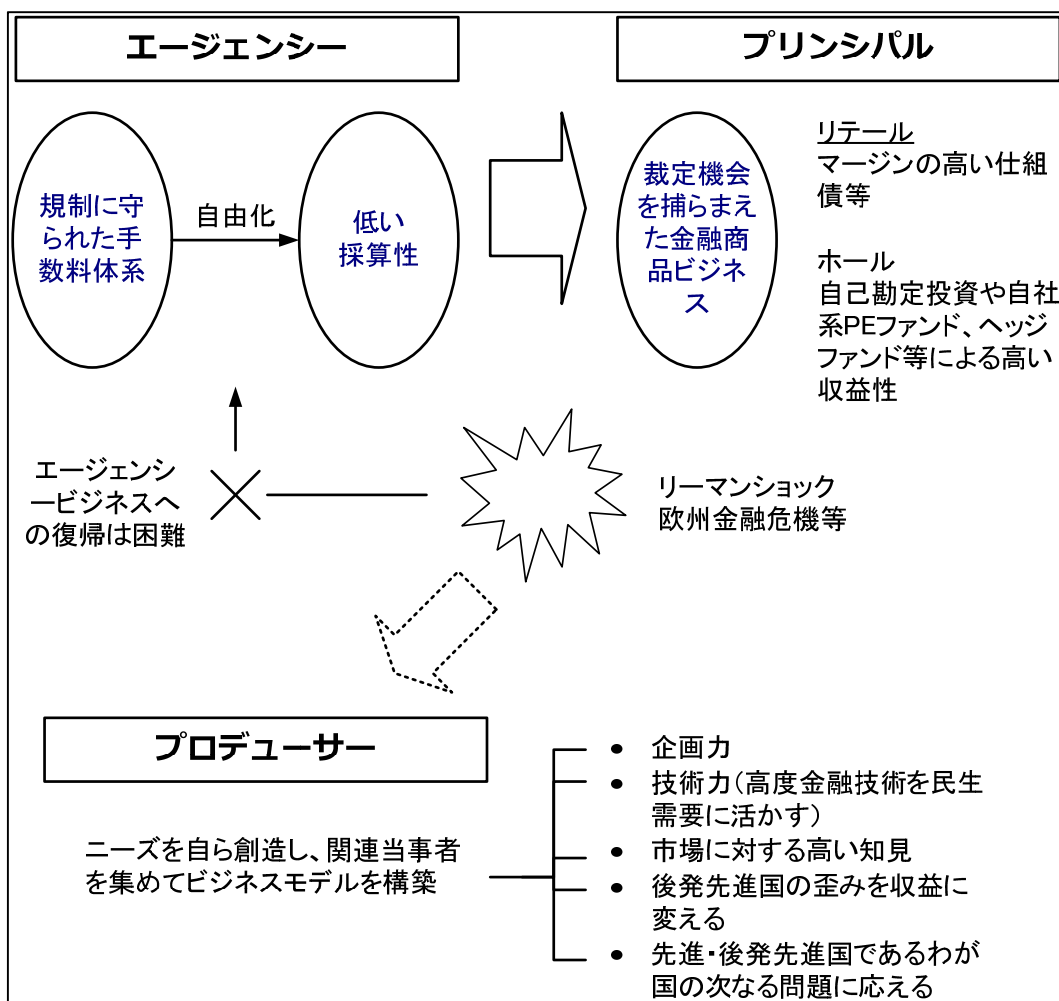 エージェンシー
プリンシパル
規制に守
られた手
数料体系
自由化
低い
採算性
裁定機会
を捕らまえ
た金融商
品ビジネ
ス
リテール
マージンの高い仕組
債等
ホール
自己勘定投資や自社
系PEファンド、ヘッジ
ファンド等による高い
収益性
エージェンシ
ービジネスへ
の復帰は困難
リーマンショック
欧州金融危機等
プロデューサー
ニーズを自ら創造し、関連当事者
を集めてビジネスモデルを構築
• 企画力
• 技術力(高度金融技術を民生
需要に活かす)
• 市場に対する高い知見
• 後発先進国の歪みを収益に
変える
• 先進・後発先進国であるわが
国の次なる問題に応える